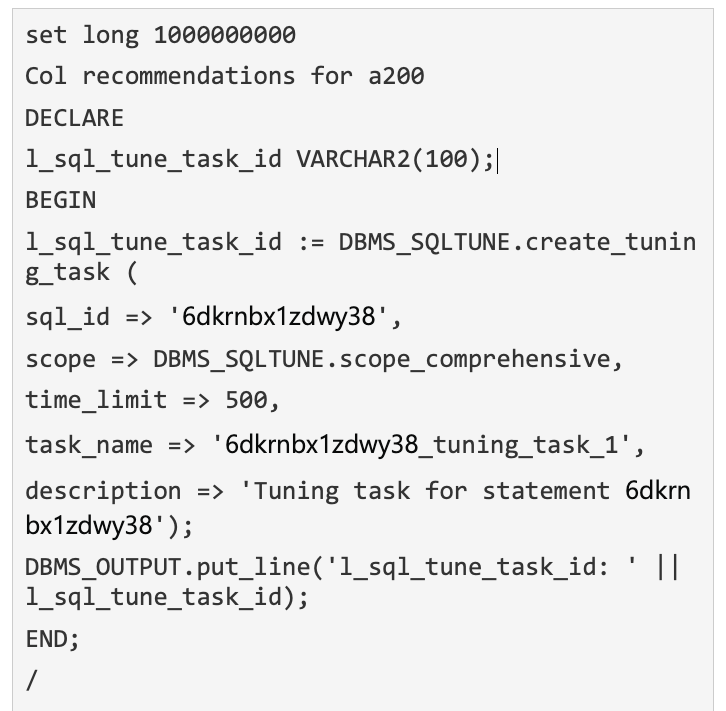 set long 1000000000
Col recommendations for a200
DECLARE
l_sql_tune_task_id VARCHAR2(100);
BEGIN
l_sql_tune_task_id := DBMS_SQLTUNE.create_tunin
g_task (
sql_id => '6dkrnbx1zdwy38',
scope => DBMS_SQLTUNE.scope_comprehensive,
time_limit => 500,
task_name => '6dkrnbx1zdwy38_tuning_task_1',
description => 'Tuning task for statement 6dkrn
bx1zdwy38');
DBMS_OUTPUT.put_line('l_sql_tune_task_id: ' ||
l_sql_tune_task_id);
END;
/